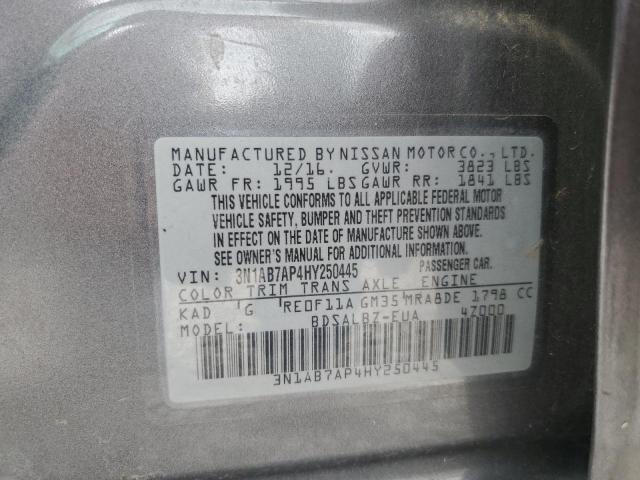 MANUFACTURED BY NISSAN MOTOR CO., LTD.
DATE: 12/16. GVWR: 3823 LBS
GAWR FR: 1995 LBS GAWR RR: 1841 LBS
THIS VEHICLE CONFORMS TO ALL APPLICABLE FEDERAL MOTOR
VEHICLE SAFETY, BUMPER AND THEFT PREVENTION STANDARDS
IN EFFECT ON THE DATE OF MANUFACTURE SHOWN ABOVE.
SEE OWNER'S MANUAL FOR ADDITIONAL INFORMATION.
VIN: 3N1AB7AP4HY250445 PASSENGER CAR.
COLOR TRIM TRANS AXLE ENGINE
KAD G RE0F11A GM35 MRA8DE 1798 CC
MODEL: BDSALBZ-EUA 4Z000
3N1AB7AP4HY250445